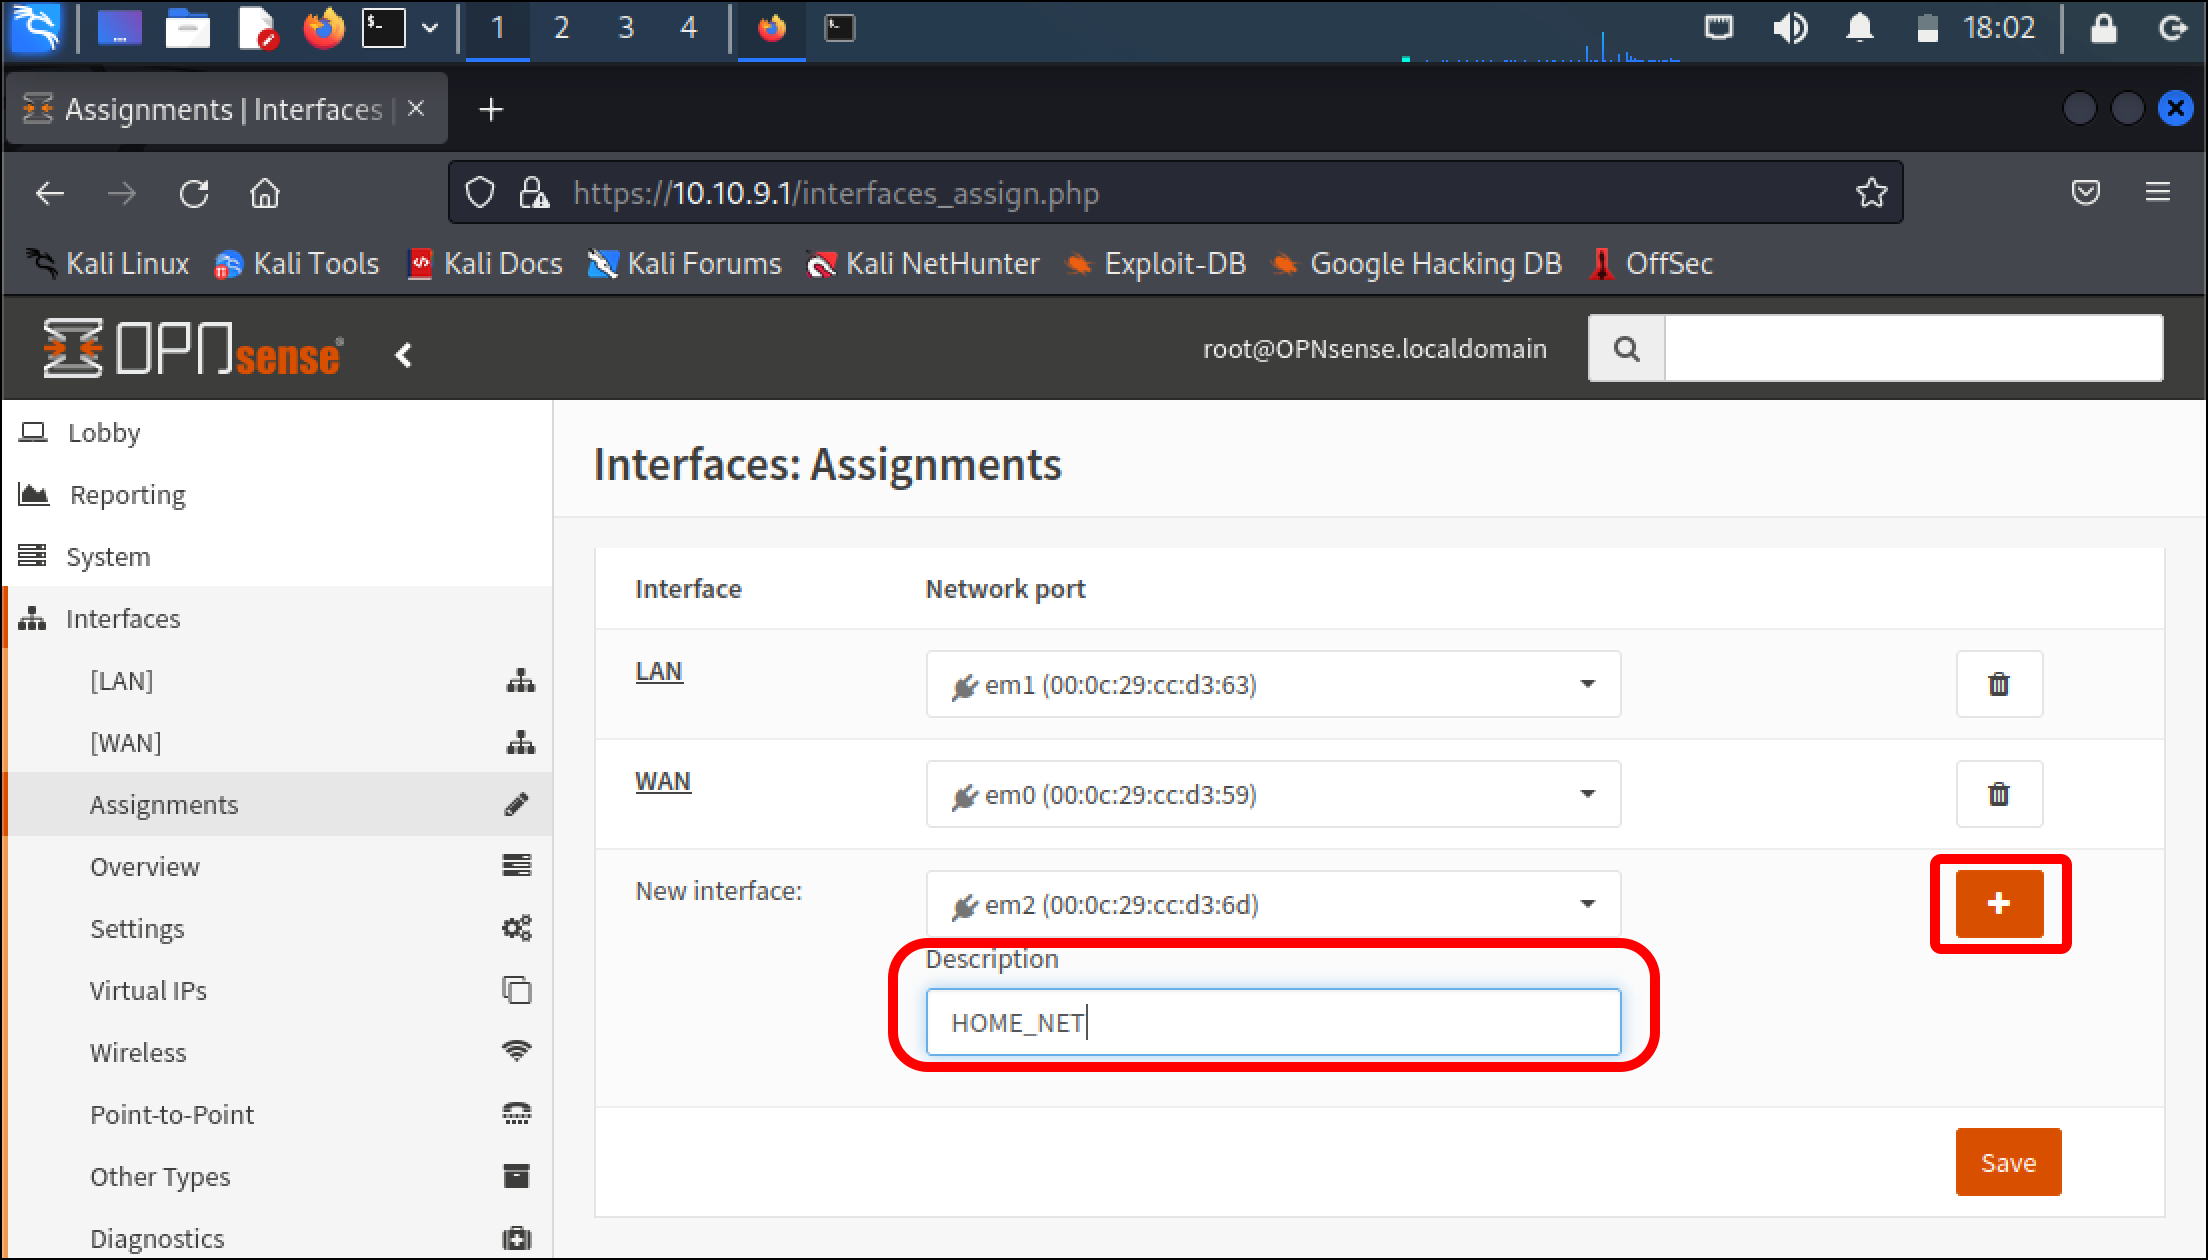 1 2 3 4 18:02
Assignments | Interfaces |
https://10.10.9.1/interfaces_assign.php
Kali Linux Kali Tools Kali Docs Kali Forums Kali NetHunter Exploit-DB Google Hacking DB OffSec
OPNsense® root@OPNsense.localdomain
Lobby
Reporting
System
Interfaces
[LAN]
[WAN]
Assignments
Overview
Settings
Virtual IPs
Wireless
Point-to-Point
Other Types
Diagnostics
Interfaces: Assignments
Interface Network port
LAN em1 (00:0c:29:cc:d3:63)
WAN em0 (00:0c:29:cc:d3:59)
New interface: em2 (00:0c:29:cc:d3:6d)
Description
HOME_NET
Save